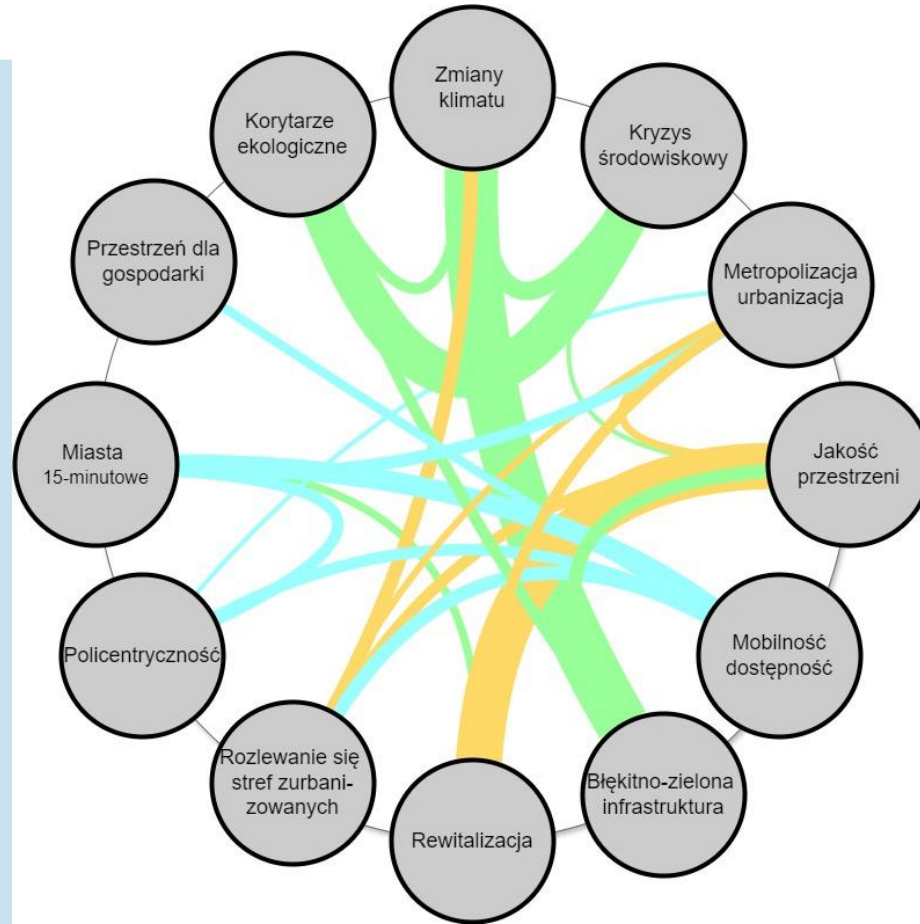 Zmiany
klimatu
Kryzys
środowiskowy
Metropolizacja
urbanizacja
Jakość
przestrzeni
Mobilność
dostępność
Błękitno-zielona
infrastruktura
Rewitalizacja
Rozlewanie się
stref zurbani-
zowanych
Policentryczność
Miasta
15-minutowe
Przestrzeń dla
gospodarki
Korytarze
ekologiczne